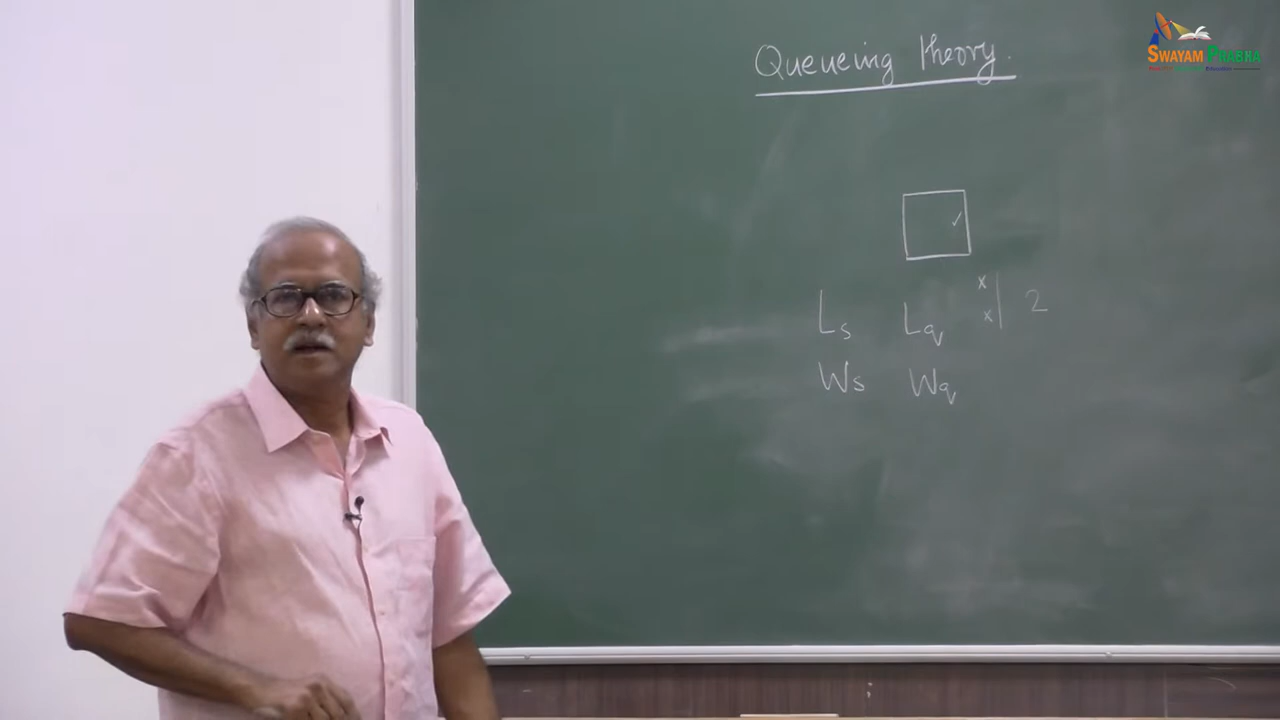 SWAYAM PRABHA
Queueing theory.
Ls Lq x x 2
Ws Wq